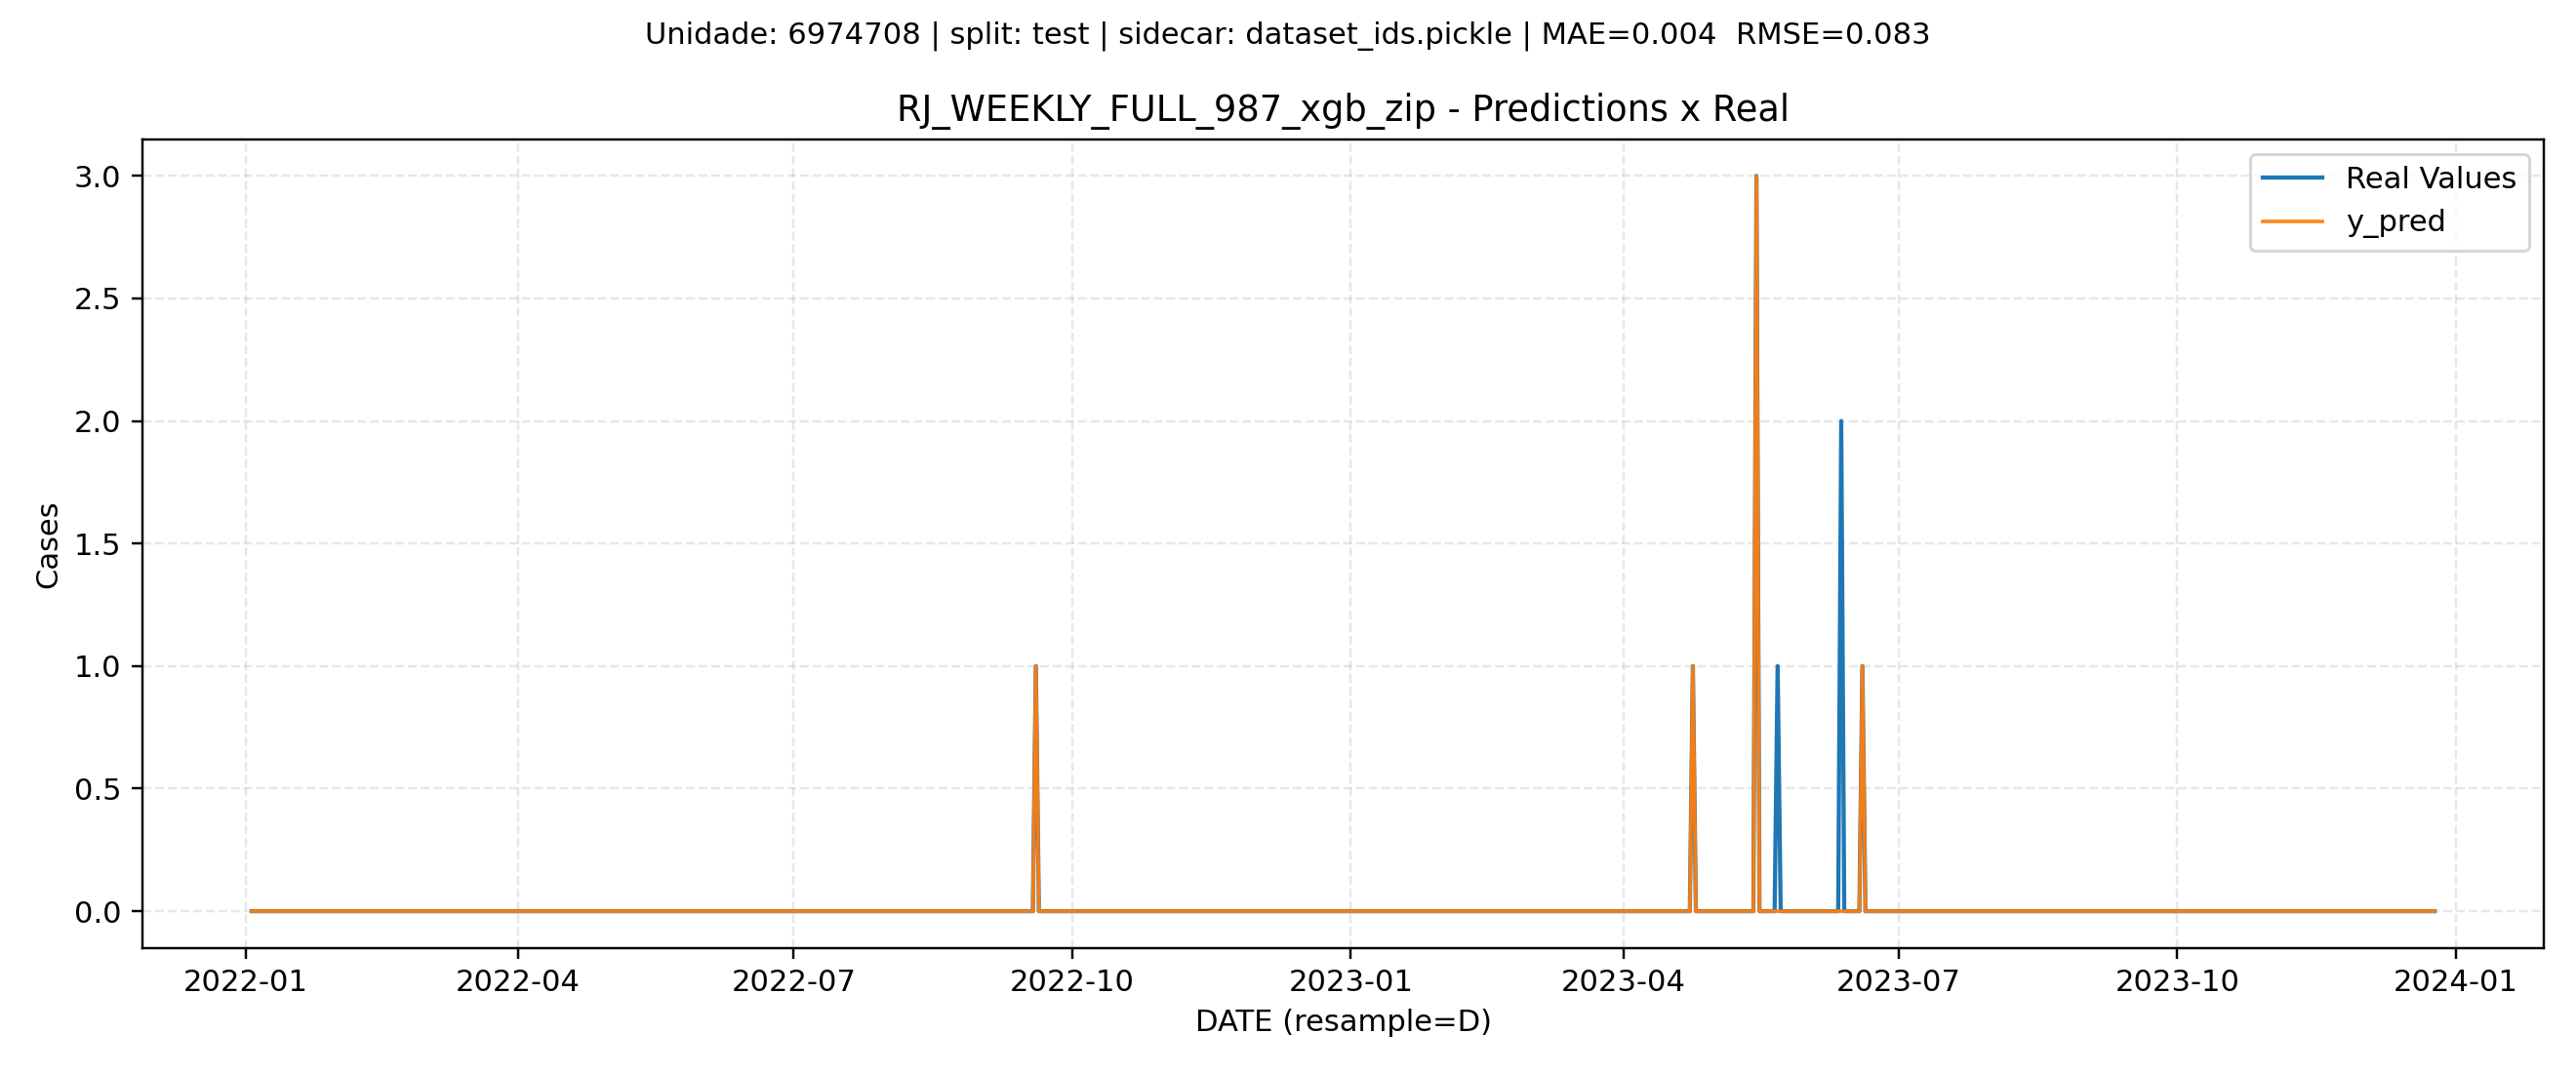 Unidade: 6974708 | split: test | sidecar: dataset_ids.pickle | MAE=0.004  RMSE=0.083
RJ_WEEKLY_FULL_987_xgb_zip - Predictions x Real
Real Values
y_pred
Cases
3.0
2.5
2.0
1.5
1.0
0.5
0.0
2022-01 2022-04 2022-07 2022-10 2023-01 2023-04 2023-07 2023-10 2024-01
DATE (resample=D)